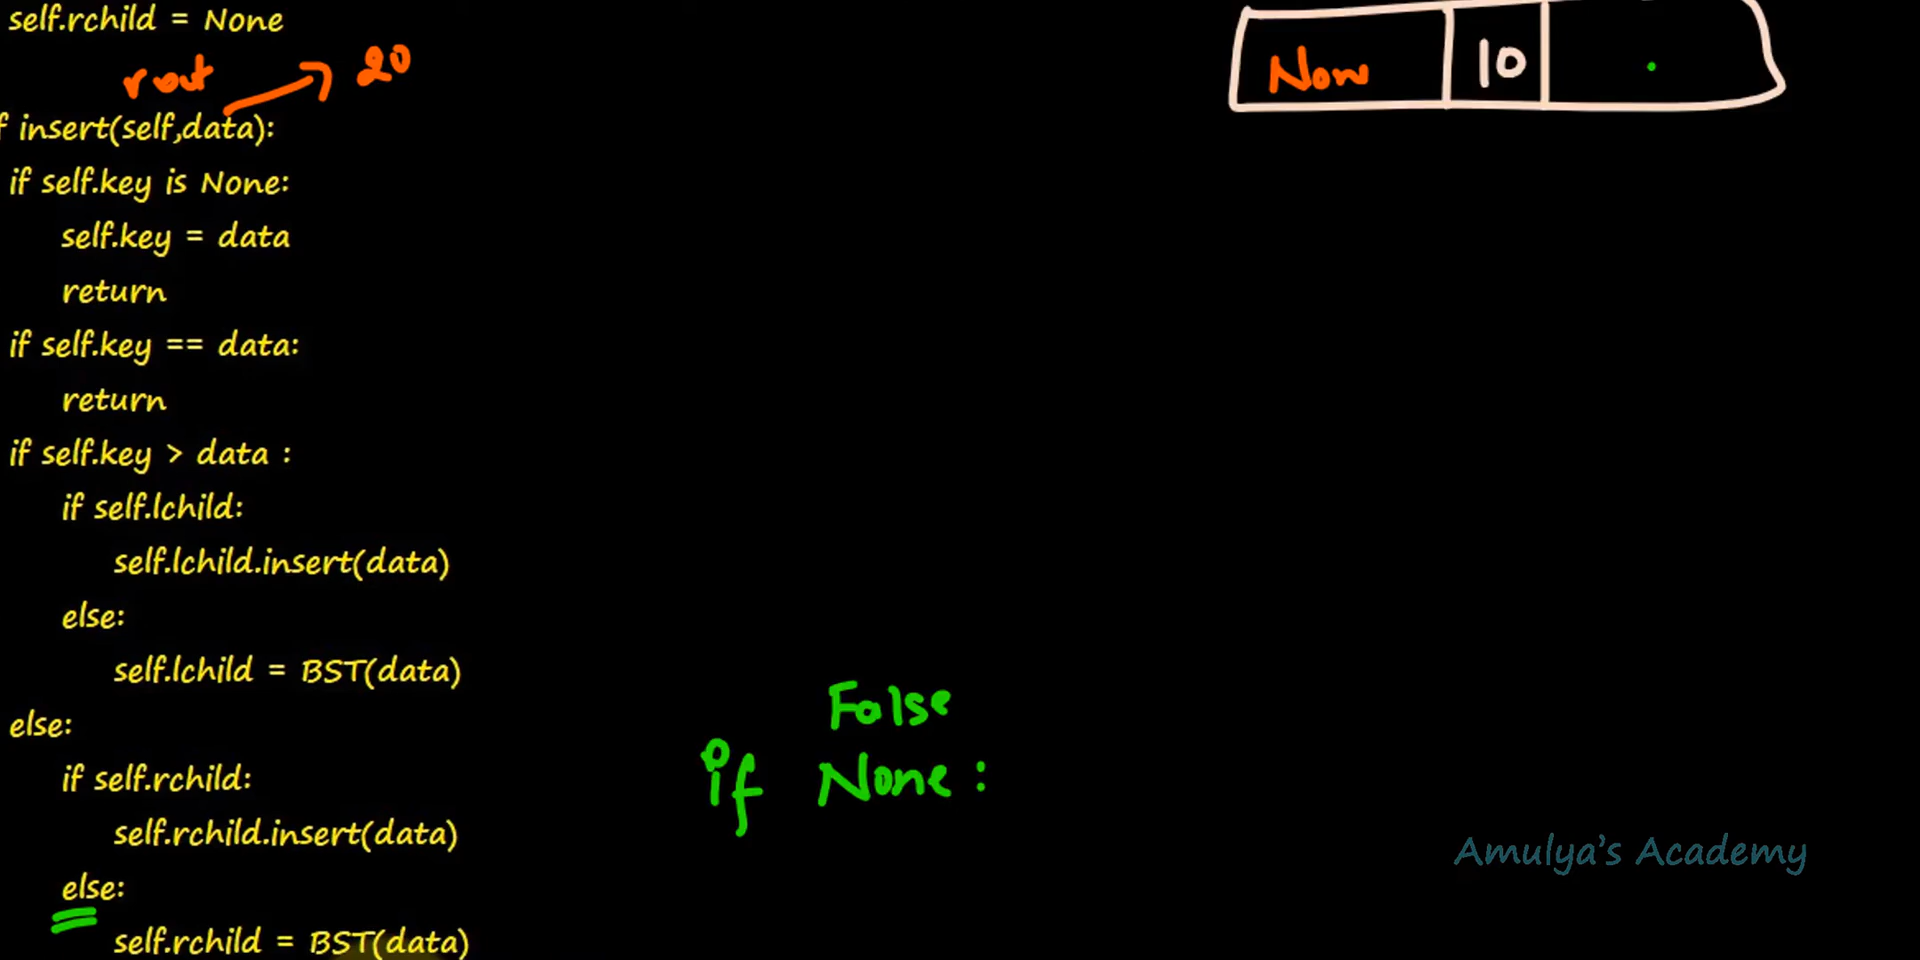 self.rchild = None
root 20
f insert(self,data):
if self.key is None:
self.key = data
return
if self.key == data:
return
if self.key > data :
if self.lchild:
self.lchild.insert(data)
else:
self.lchild = BST(data)
else:
if self.rchild:
self.rchild.insert(data)
else:
self.rchild = BST(data)
None 10
False
if None :
Amulya's Academy